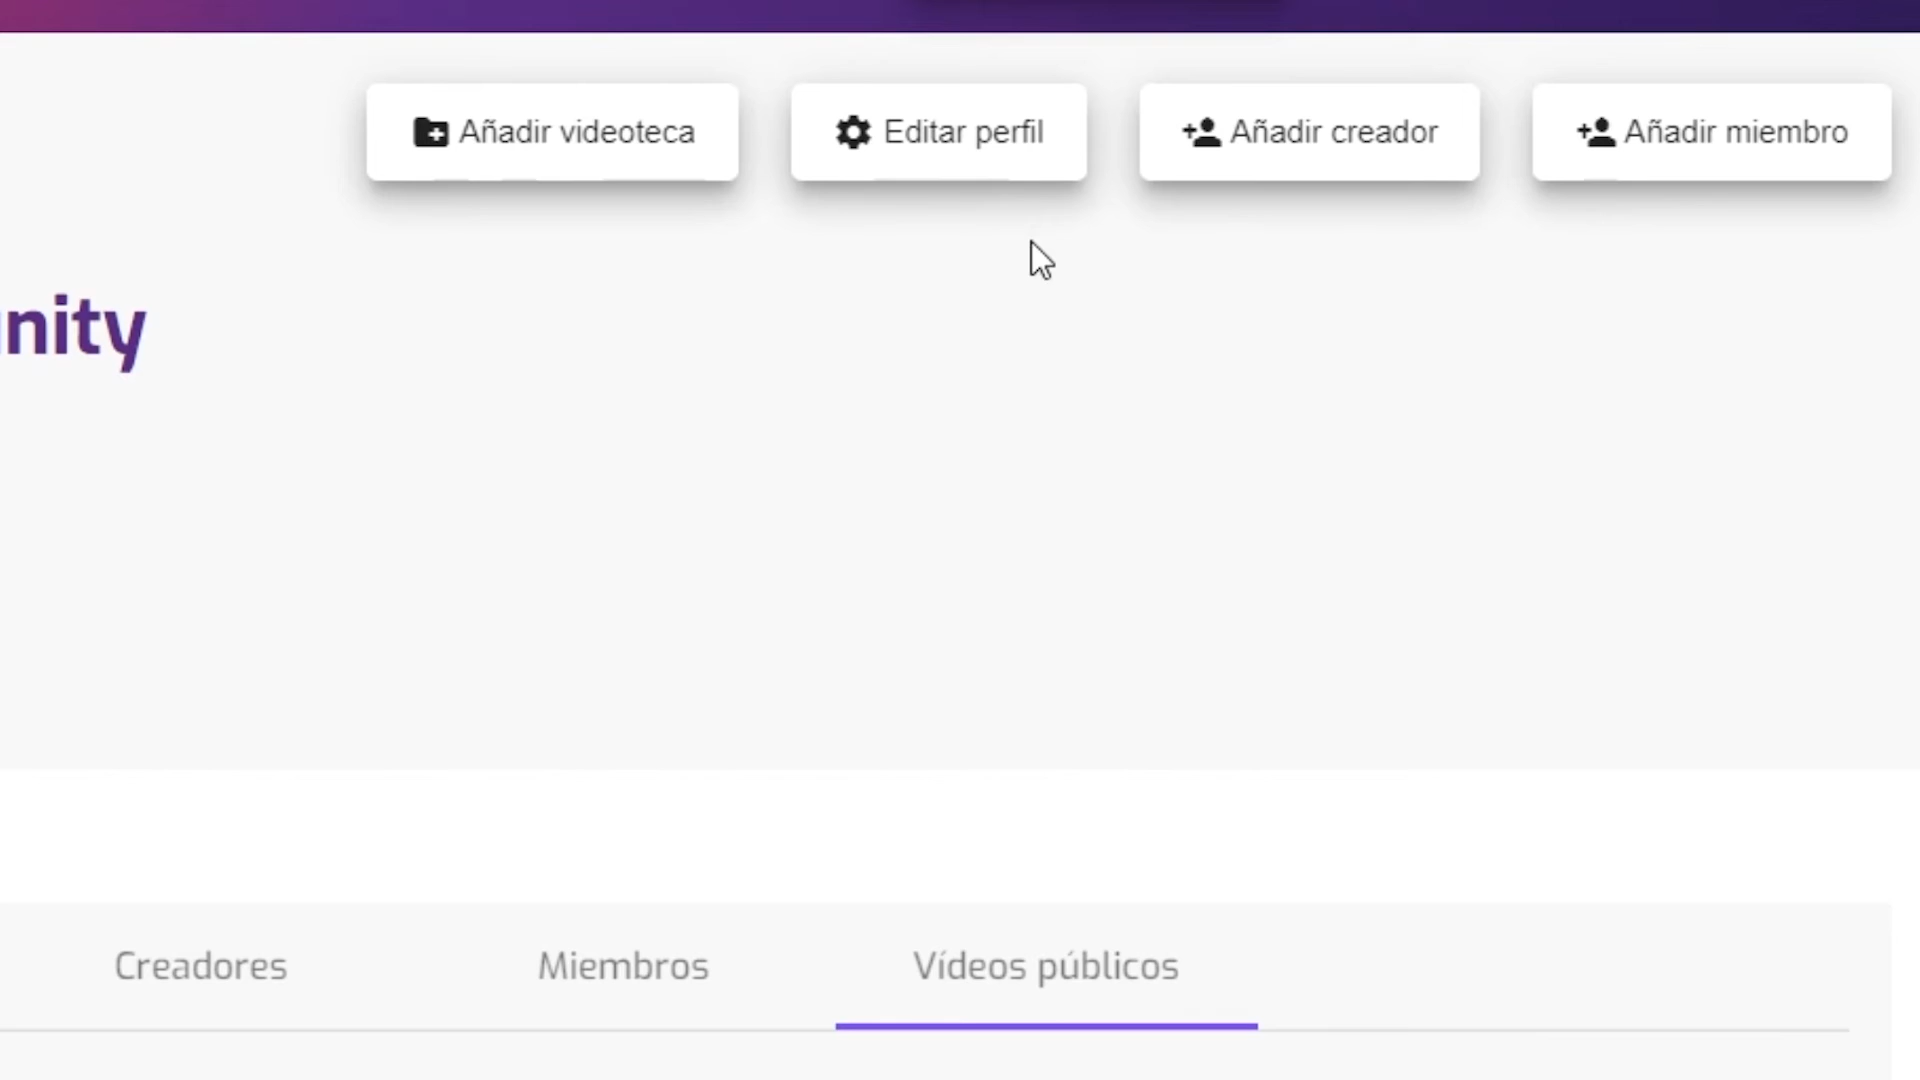 Añadir videoteca
Editar perfil
Añadir creador
Añadir miembro
nity
Creadores
Miembros
Vídeos públicos